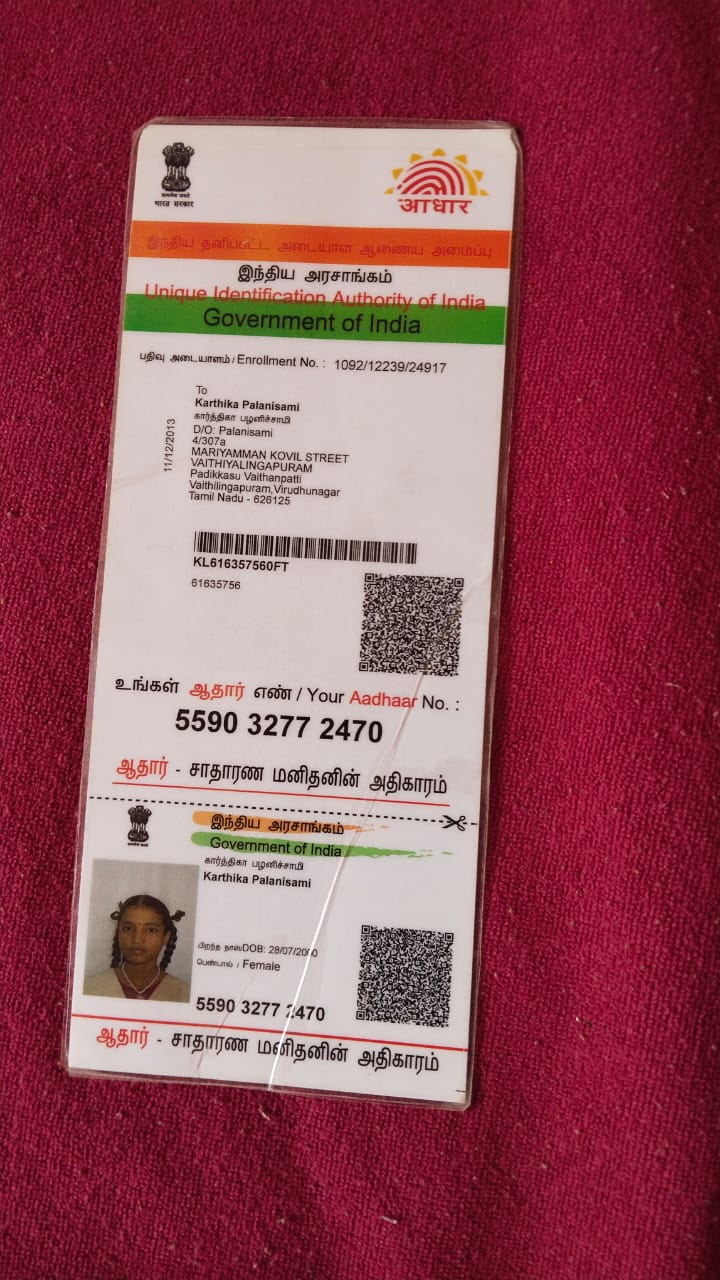 सत्यमेव जयते
भारत सरकार
आधार
இந்திய தனிப்பட்ட அடையாள ஆணைய அமைப்பு
இந்திய அரசாங்கம்
Unique Identification Authority of India
Government of India
பதிவு அடையாளம் / Enrollment No. : 1092/12239/24917
11/12/2013
To
Karthika Palanisami
கார்த்திகா பழனிச்சாமி
D/O: Palanisami
4/307a
MARIYAMMAN KOVIL STREET
VAITHIYALINGAPURAM
Padikkasu Vaithanpatti
Vaithilingapuram,Virudhunagar
Tamil Nadu - 626125
KL616357560FT
61635756
உங்கள் ஆதார் எண் / Your Aadhaar No. :
5590 3277 2470
ஆதார் - சாதாரண மனிதனின் அதிகாரம்
இந்திய அரசாங்கம்
Government of India
கார்த்திகா பழனிச்சாமி
Karthika Palanisami
பிறந்த நாள்/DOB: 28/07/2000
பெண்பால் / Female
5590 3277 2470
ஆதார் - சாதாரண மனிதனின் அதிகாரம்